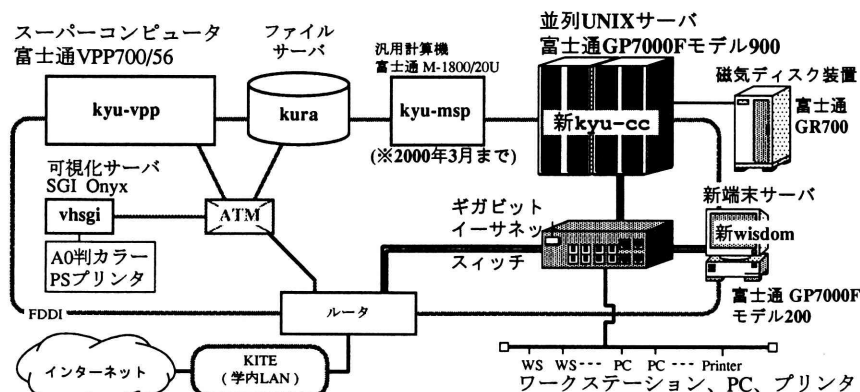 スーパーコンピュータ
富士通VPP700/56
ファイル
サーバ
汎用計算機
富士通 M-1800/20U
並列UNIXサーバ
富士通GP7000Fモデル900
磁気ディスク装置
富士通
GR700
kyu-vpp
kura
kyu-msp
新kyu-cc
(※2000年3月まで)
可視化サーバ
SGI Onyx
vhsgi
ATM
A0判カラー
PSプリンタ
ギガビット
イーサネット
スィッチ
新端末サーバ
新wisdom
富士通 GP7000F
モデル200
ルータ
FDDI
インターネット
KITE
(学内LAN)
WS WS---- PC PC ---- Printer
ワークステーション、PC、プリンタ